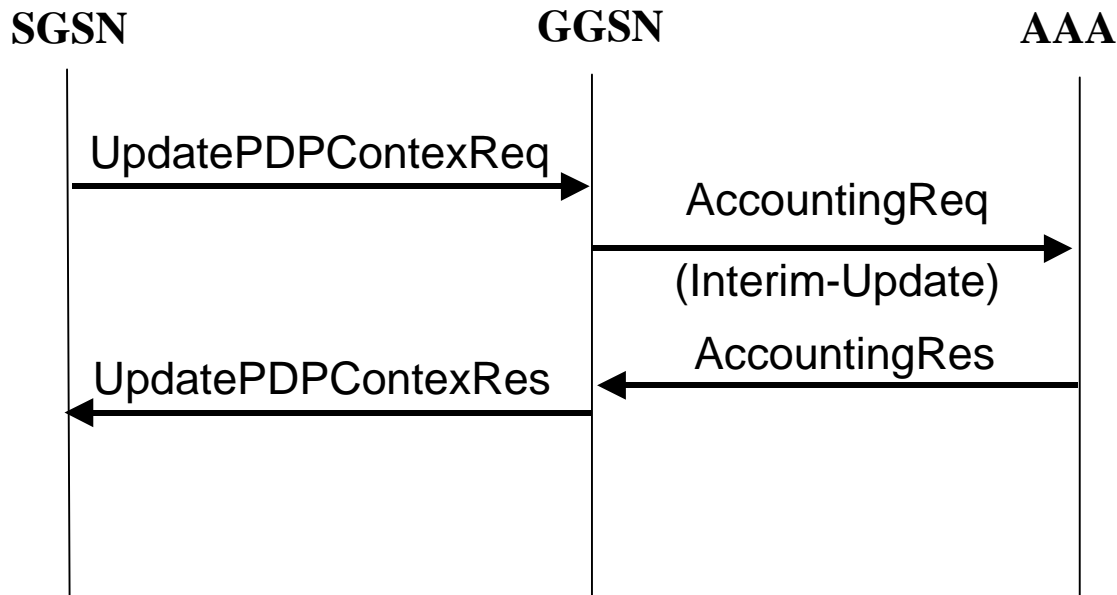 SGSN GGSN AAA
UpdatePDPContexReq
AccountingReq
(Interim-Update)
AccountingRes
UpdatePDPContexRes